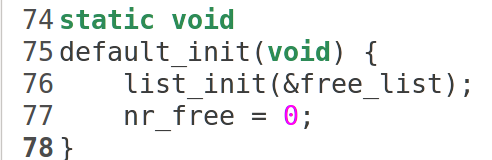 74 static void
75 default_init(void) {
76     list_init(&free_list);
77     nr_free = 0;
78 }